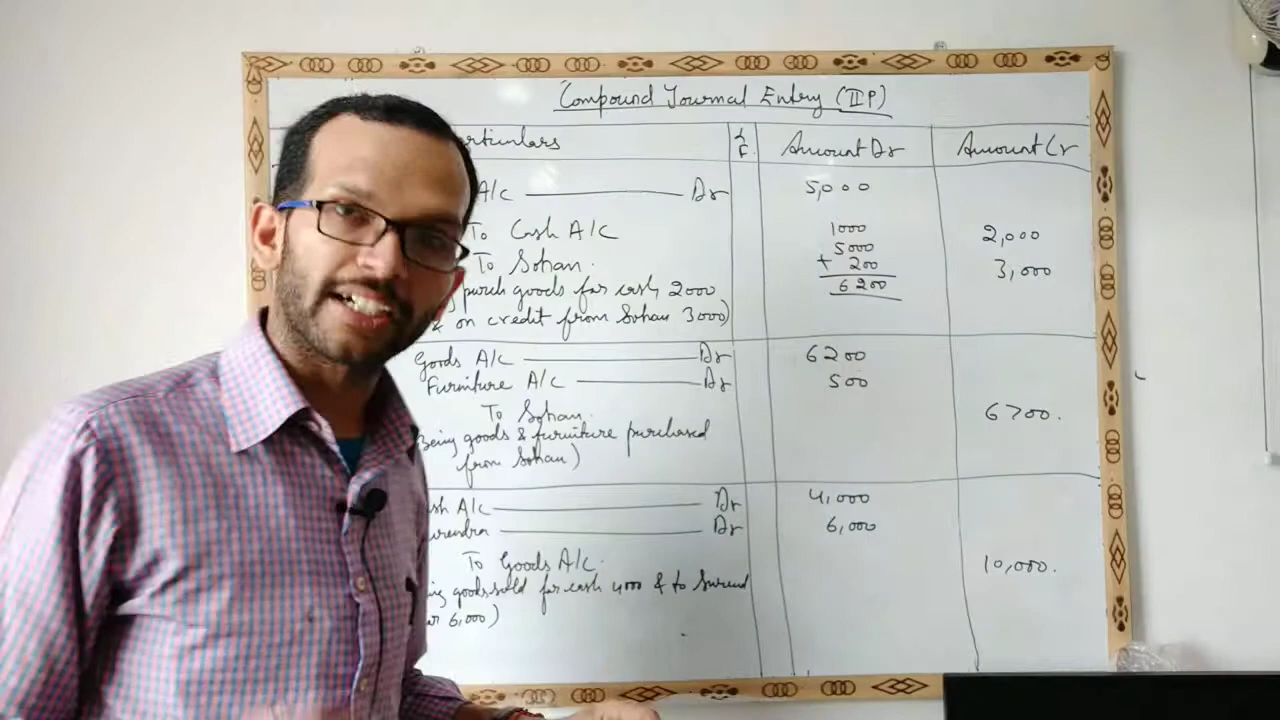 Compound Journal Entry (II P)
articulars L F. Amount Dr Amount Cr
A/c Dr 5,000
To Cash A/c 2,000
To Sohan. 3,000
1000
5000
+ 200
6200
purch goods for cash 2000
& on credit from Sohan 3000)
Goods A/c Dr 6200
Furniture A/c Dr 500
To Sohan. 6700.
Being goods & furniture purchased
from Sohan)
sh A/c Dr 4,000
urendra Dr 6,000
To Goods A/c. 10,000.
ing goods sold for cash 4000 & to Surend
6,000)